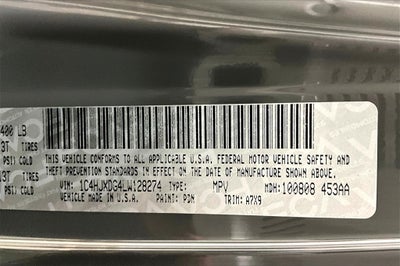 400 LB
3T TIRES
PSI/ COLD
13T TIRES
PSI/ COLD
THIS VEHICLE CONFORMS TO ALL APPLICABLE U.S.A. FEDERAL MOTOR VEHICLE SAFETY AND
THEFT PREVENTION STANDARDS IN EFFECT ON THE DATE OF MANUFACTURE SHOWN ABOVE.
VIN: 1C4HJXDG4LW128274 TYPE: MPV MDH:100808 453AA
VEHICLE MADE IN U.S.A. PAINT: PDN TRIM: A7X9